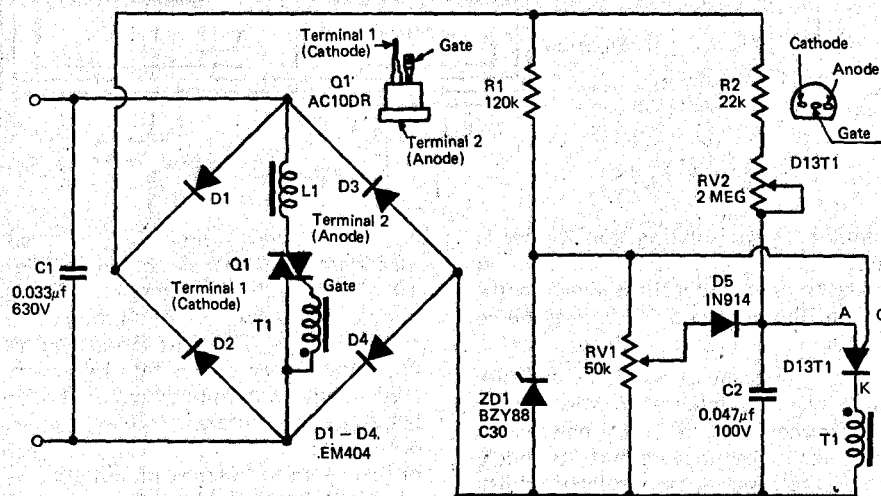 Terminal 1
(Cathode)
Gate
Q1
AC10DR
Terminal 2
(Anode)
R1
120k
R2
22k
Cathode
Anode
Gate
D13T1
RV2
2 MEG
D1
L1
D3
Terminal 2
(Anode)
C1
0.033µf
630V
Q1
Terminal 1
(Cathode)
Gate
T1
D2
D4
D1 – D4.
EM404
D5
1N914
A
RV1
50k
ZD1
BZY88
C30
C2
0.047µf
100V
D13T1
K
T1